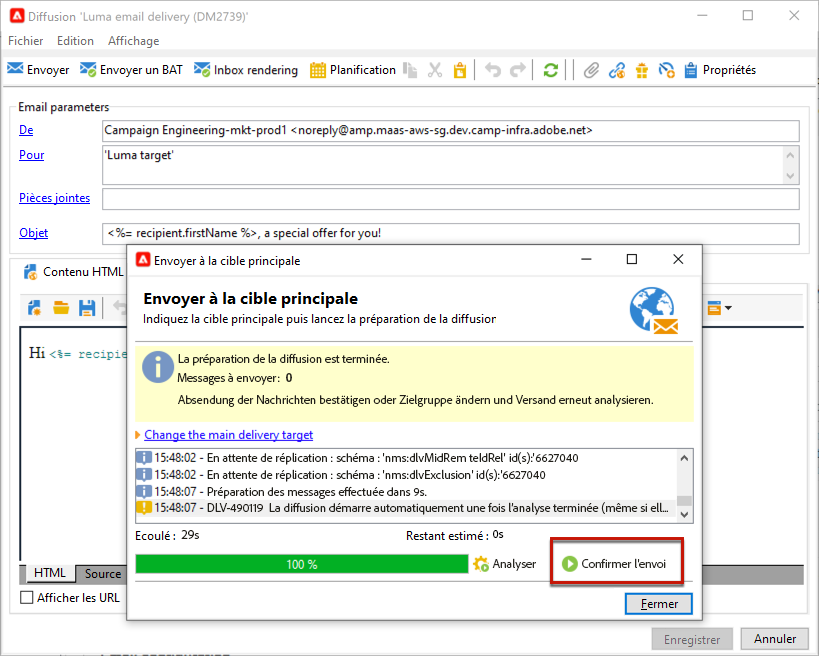 Diffusion 'Luma email delivery (DM2739)'
Fichier Edition Affichage
Envoyer Envoyer un BAT Inbox rendering Planification Propriétés
Email parameters
De Campaign Engineering-mkt-prod1 <noreply@amp.maas-aws-sg.dev.camp-infra.adobe.net>
Pour 'Luma target'
Pièces jointes
Objet <%= recipient.firstName %>, a special offer for you!
Contenu HTML
Hi <%= recipie
Envoyer à la cible principale
Envoyer à la cible principale
Indiquez la cible principale puis lancez la préparation de la diffusion
La préparation de la diffusion est terminée.
Messages à envoyer: 0
Absendung der Nachrichten bestätigen oder Zielgruppe ändern und Versand erneut analysieren.
Change the main delivery target
15:48:02 - En attente de réplication : schéma : 'nms:dlvMidRem teIdRel' id(s):'6627040
15:48:02 - En attente de réplication : schéma : 'nms:dlvExclusion' id(s):'6627040
15:48:07 - Préparation des messages effectuée dans 9s.
15:48:07 - DLV-490119 La diffusion démarre automatiquement une fois l'analyse terminée (même si ell...
Ecoulé : 29s Restant estimé : 0s
100 % Analyser Confirmer l'envoi
Fermer
HTML Source
Afficher les URL
Enregistrer Annuler